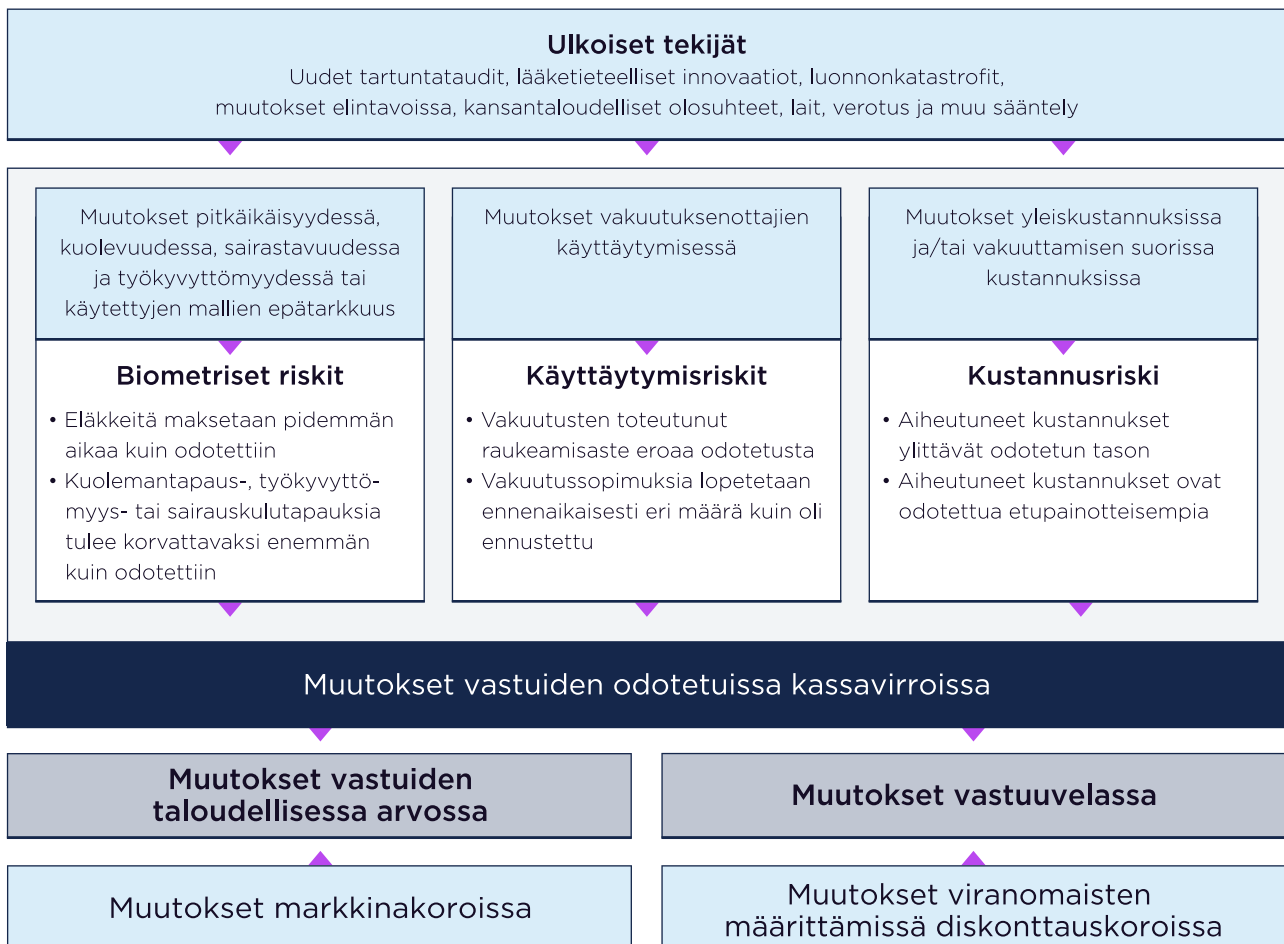 Ulkoiset tekijät
Uudet tartuntataudit, lääketieteelliset innovaatiot, luonnonkatastrofit,
muutokset elintavoissa, kansantaloudelliset olosuhteet, lait, verotus ja muu sääntely
Muutokset pitkäikäisyydessä,
kuolevuudessa, sairastavuudessa
ja työkyvyttömyydessä tai
käytettyjen mallien epätarkkuus
Biometriset riskit
• Eläkkeitä maksetaan pidemmän
aikaa kuin odotettiin
• Kuolemantapaus-, työkyvyttö-
myys- tai sairauskulutapauksia
tulee korvattavaksi enemmän
kuin odotettiin
Muutokset vakuutuksenottajien
käyttäytymisessä
Käyttäytymisriskit
• Vakuutusten toteutunut
raukeamisaste eroaa odotetusta
• Vakuutussopimuksia lopetetaan
ennenaikaisesti eri määrä kuin oli
ennustettu
Muutokset yleiskustannuksissa
ja/tai vakuuttamisen suorissa
kustannuksissa
Kustannusriski
• Aiheutuneet kustannukset
ylittävät odotetun tason
• Aiheutuneet kustannukset ovat
odotettua etupainotteisempia
Muutokset vastuiden odotetuissa kassavirroissa
Muutokset vastuiden
taloudellisessa arvossa
Muutokset vastuuvelassa
Muutokset markkinakoroissa
Muutokset viranomaisten
määrittämissä diskonttauskoroissa